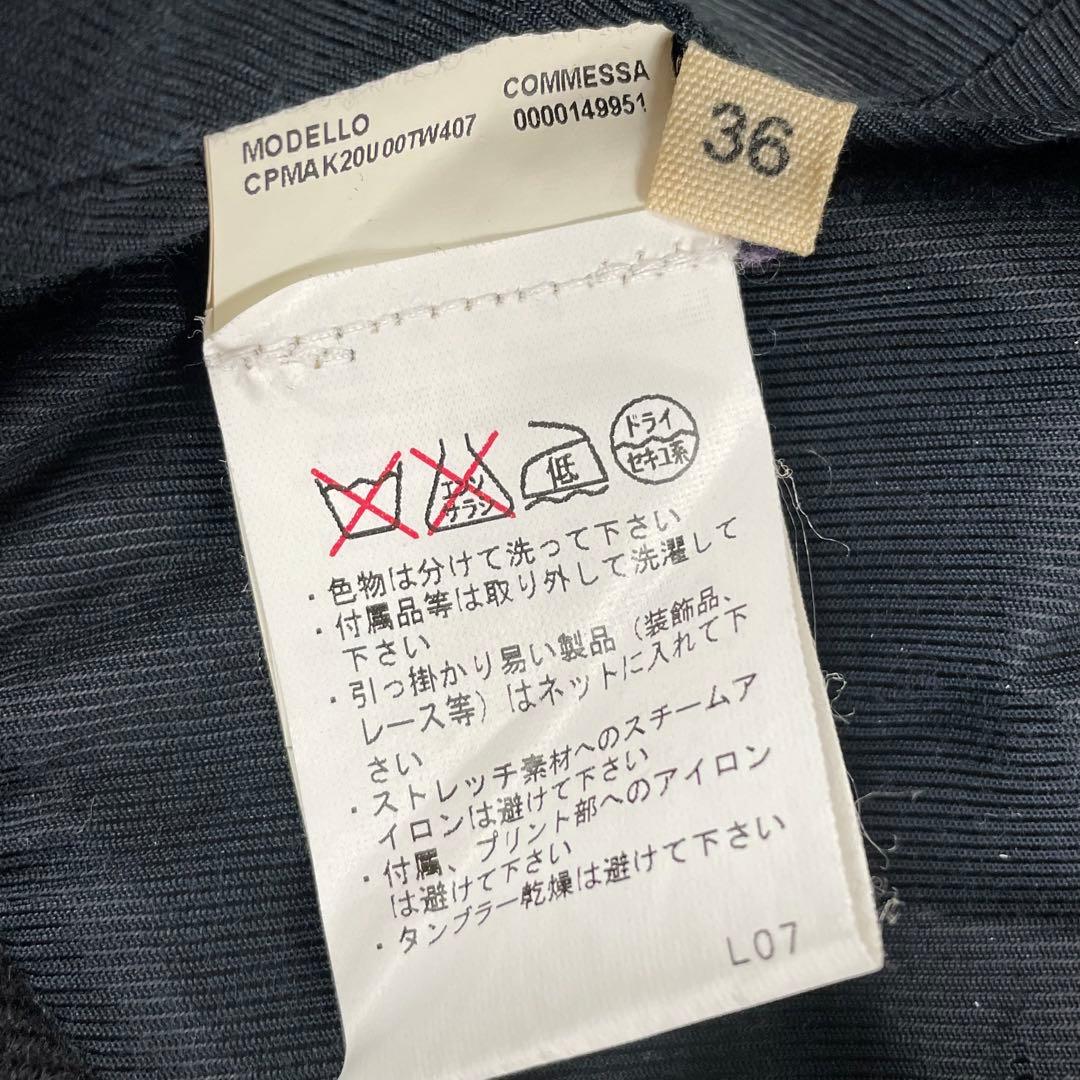 MODELLO
CPMAK20U00TW407
COMMESSA
0000149951
36
エンソ
サラシ
低
ドライ
セキユ系
・色物は分けて洗って下さい
・付属品等は取り外して洗濯して
下さい
・引っ掛かり易い製品（装飾品、
レース等）はネットに入れて下
さい
・ストレッチ素材へのスチームア
イロンは避けて下さい
・付属、プリント部へのアイロン
は避けて下さい
・タンブラー乾燥は避けて下さい
L07